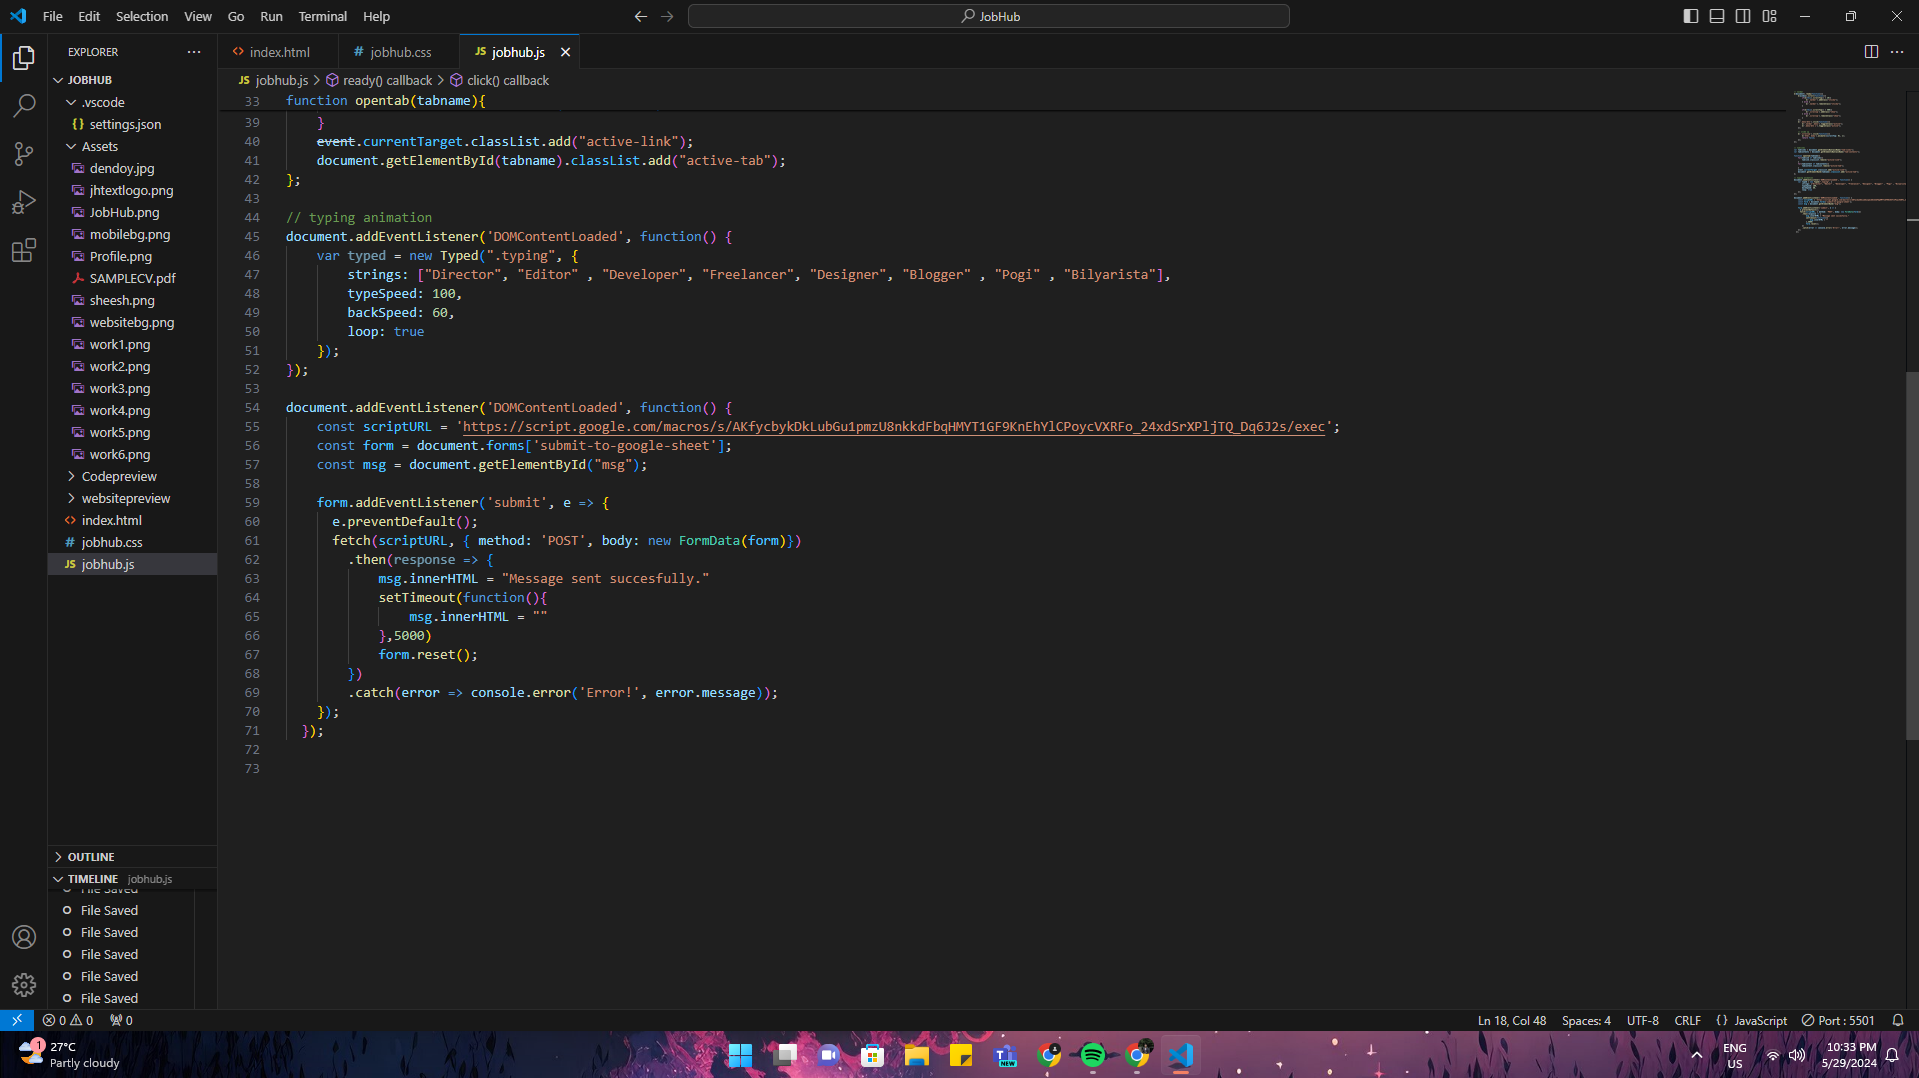 File Edit Selection View Go Run Terminal Help
JobHub
EXPLORER
index.html
# jobhub.css
JS jobhub.js
JS jobhub.js > ready() callback > click() callback
JOBHUB
.vscode
{} settings.json
Assets
dendoy.jpg
jhtextlogo.png
JobHub.png
mobilebg.png
Profile.png
SAMPLECV.pdf
sheesh.png
websitebg.png
work1.png
work2.png
work3.png
work4.png
work5.png
work6.png
Codepreview
websitepreview
index.html
# jobhub.css
JS jobhub.js
OUTLINE
TIMELINE jobhub.js
File Saved
File Saved
File Saved
File Saved
File Saved
File Saved
33 function opentab(tabname){
39 }
40 event.currentTarget.classList.add("active-link");
41 document.getElementById(tabname).classList.add("active-tab");
42 };
43
44 // typing animation
45 document.addEventListener('DOMContentLoaded', function() {
46 var typed = new Typed(".typing", {
47 strings: ["Director", "Editor" , "Developer", "Freelancer", "Designer", "Blogger" , "Pogi" , "Bilyarista"],
48 typeSpeed: 100,
49 backSpeed: 60,
50 loop: true
51 });
52 });
53
54 document.addEventListener('DOMContentLoaded', function() {
55 const scriptURL = 'https://script.google.com/macros/s/AKfycbykDkLubGu1pmzU8nkkdFbqHMYT1GF9KnEhYlCPoycVXRFo_24xdSrXPljTQ_Dq6J2s/exec';
56 const form = document.forms['submit-to-google-sheet'];
57 const msg = document.getElementById("msg");
58
59 form.addEventListener('submit', e => {
60 e.preventDefault();
61 fetch(scriptURL, { method: 'POST', body: new FormData(form)})
62 .then(response => {
63 msg.innerHTML = "Message sent succesfully."
64 setTimeout(function(){
65 msg.innerHTML = ""
66 },5000)
67 form.reset();
68 })
69 .catch(error => console.error('Error!', error.message));
70 });
71 });
72
73
0 0 0
Ln 18, Col 48 Spaces: 4 UTF-8 CRLF {} JavaScript Port : 5501
1
27°C
Partly cloudy
NEW
ENG
US
10:33 PM
5/29/2024